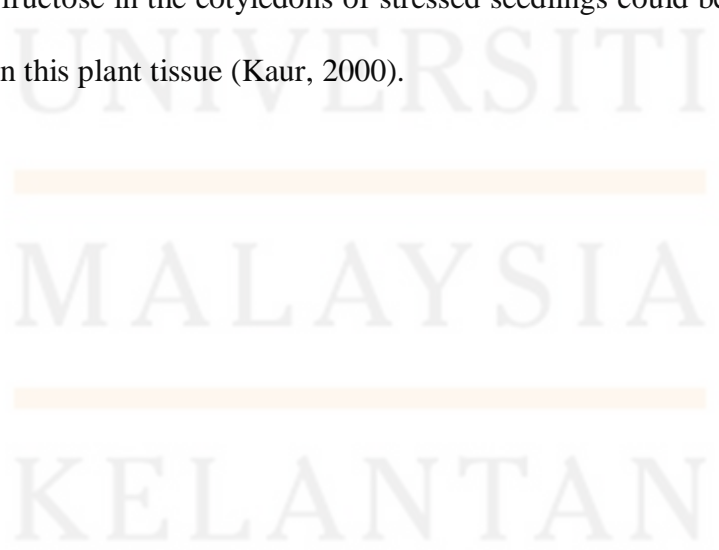 fructose in the cotyledons of stressed seedlings could be
n this plant tissue (Kaur, 2000).
UNIVERSITI
MALAYSIA
KELANTAN